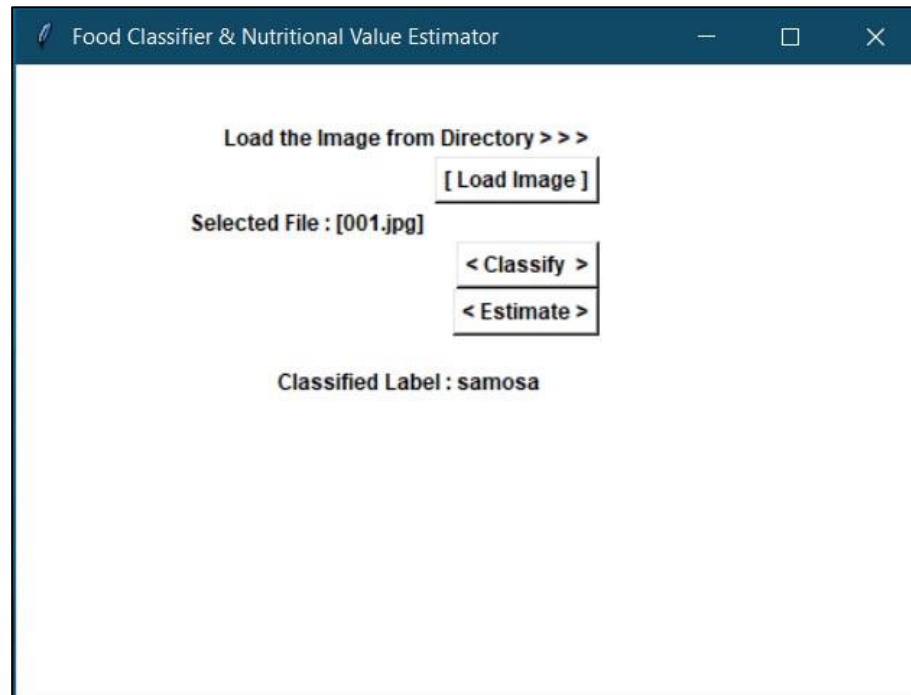 Food Classifier & Nutritional Value Estimator
Load the Image from Directory > > >
[ Load Image ]
Selected File : [001.jpg]
< Classify >
< Estimate >
Classified Label : samosa